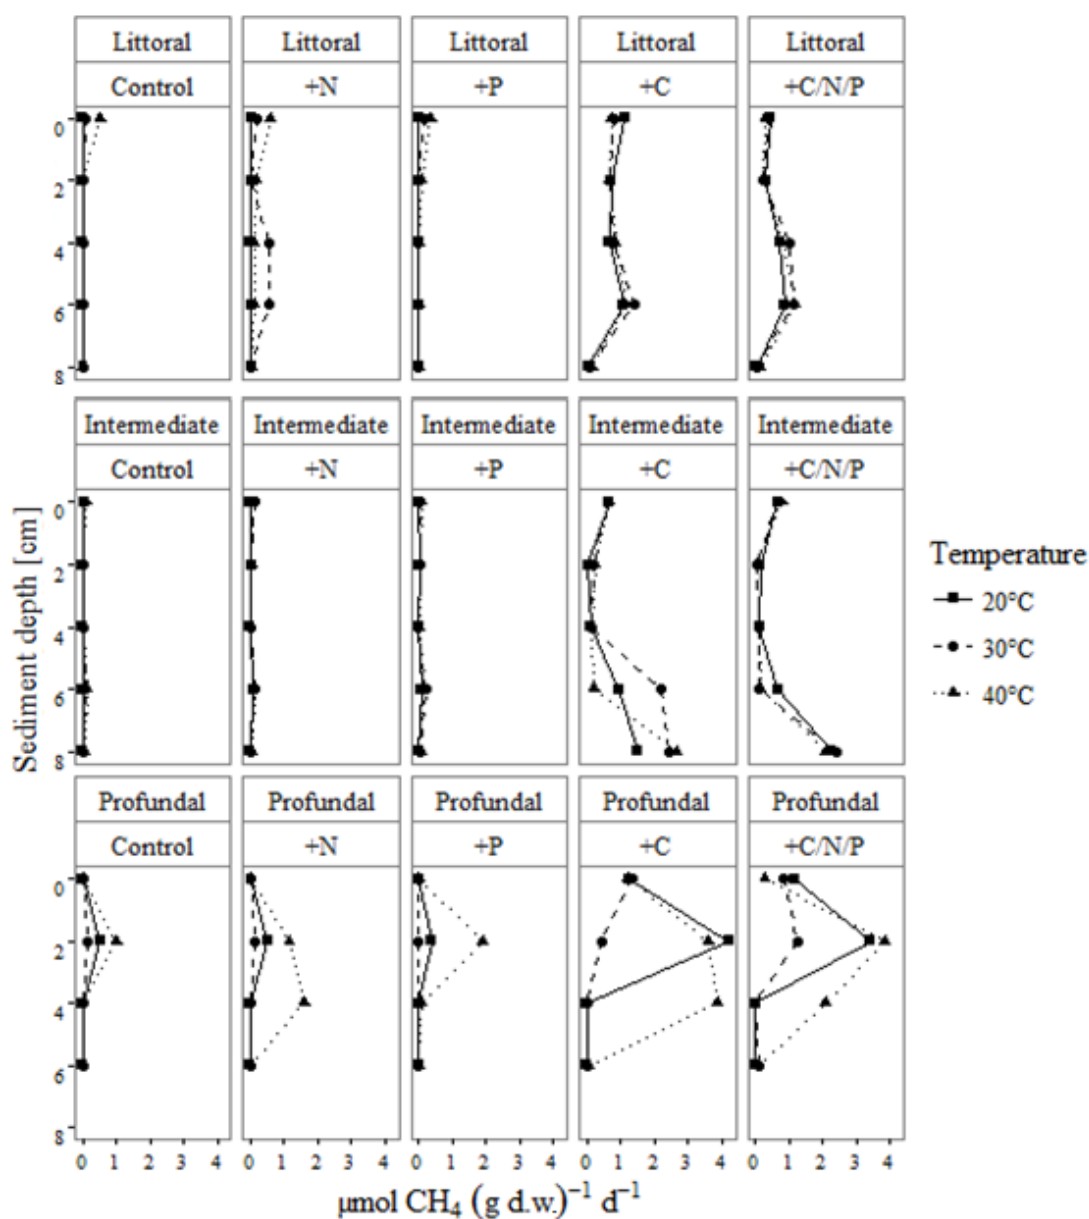 Littoral Littoral Littoral Littoral Littoral
Control +N +P +C +C/N/P
0
2
4
6
8
Intermediate Intermediate Intermediate Intermediate Intermediate
Control +N +P +C +C/N/P
0
2
4
6
8
Profundal Profundal Profundal Profundal Profundal
Control +N +P +C +C/N/P
0
2
4
6
8
0 1 2 3 4 0 1 2 3 4 0 1 2 3 4 0 1 2 3 4 0 1 2 3 4
Sediment depth [cm]
µmol CH₄ (g d.w.)⁻¹ d⁻¹
Temperature
20°C
30°C
40°C